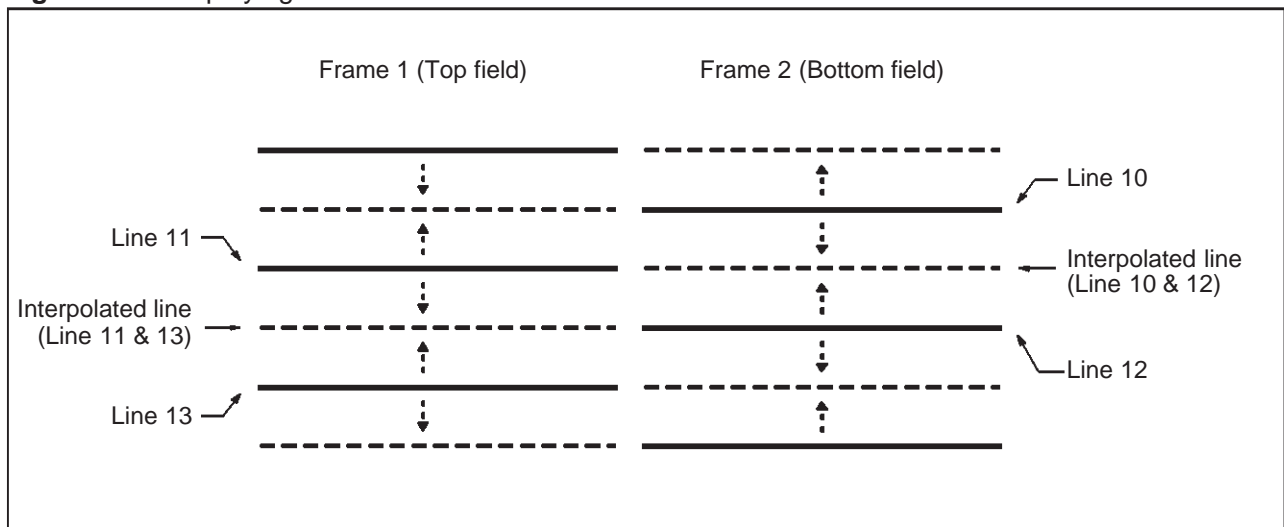 Frame 1 (Top field)
Frame 2 (Bottom field)
Line 10
Line 11
Interpolated line
(Line 10 & 12)
Interpolated line
(Line 11 & 13)
Line 12
Line 13